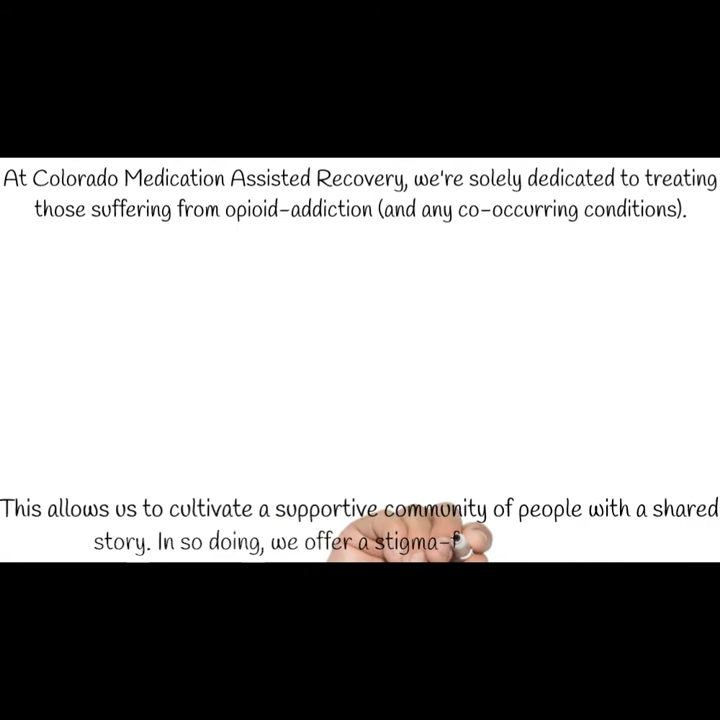 At Colorado Medication Assisted Recovery, we're solely dedicated to treating
those suffering from opioid-addiction (and any co-occurring conditions).
This allows us to cultivate a supportive community of people with a shared
story. In so doing, we offer a stigma-f